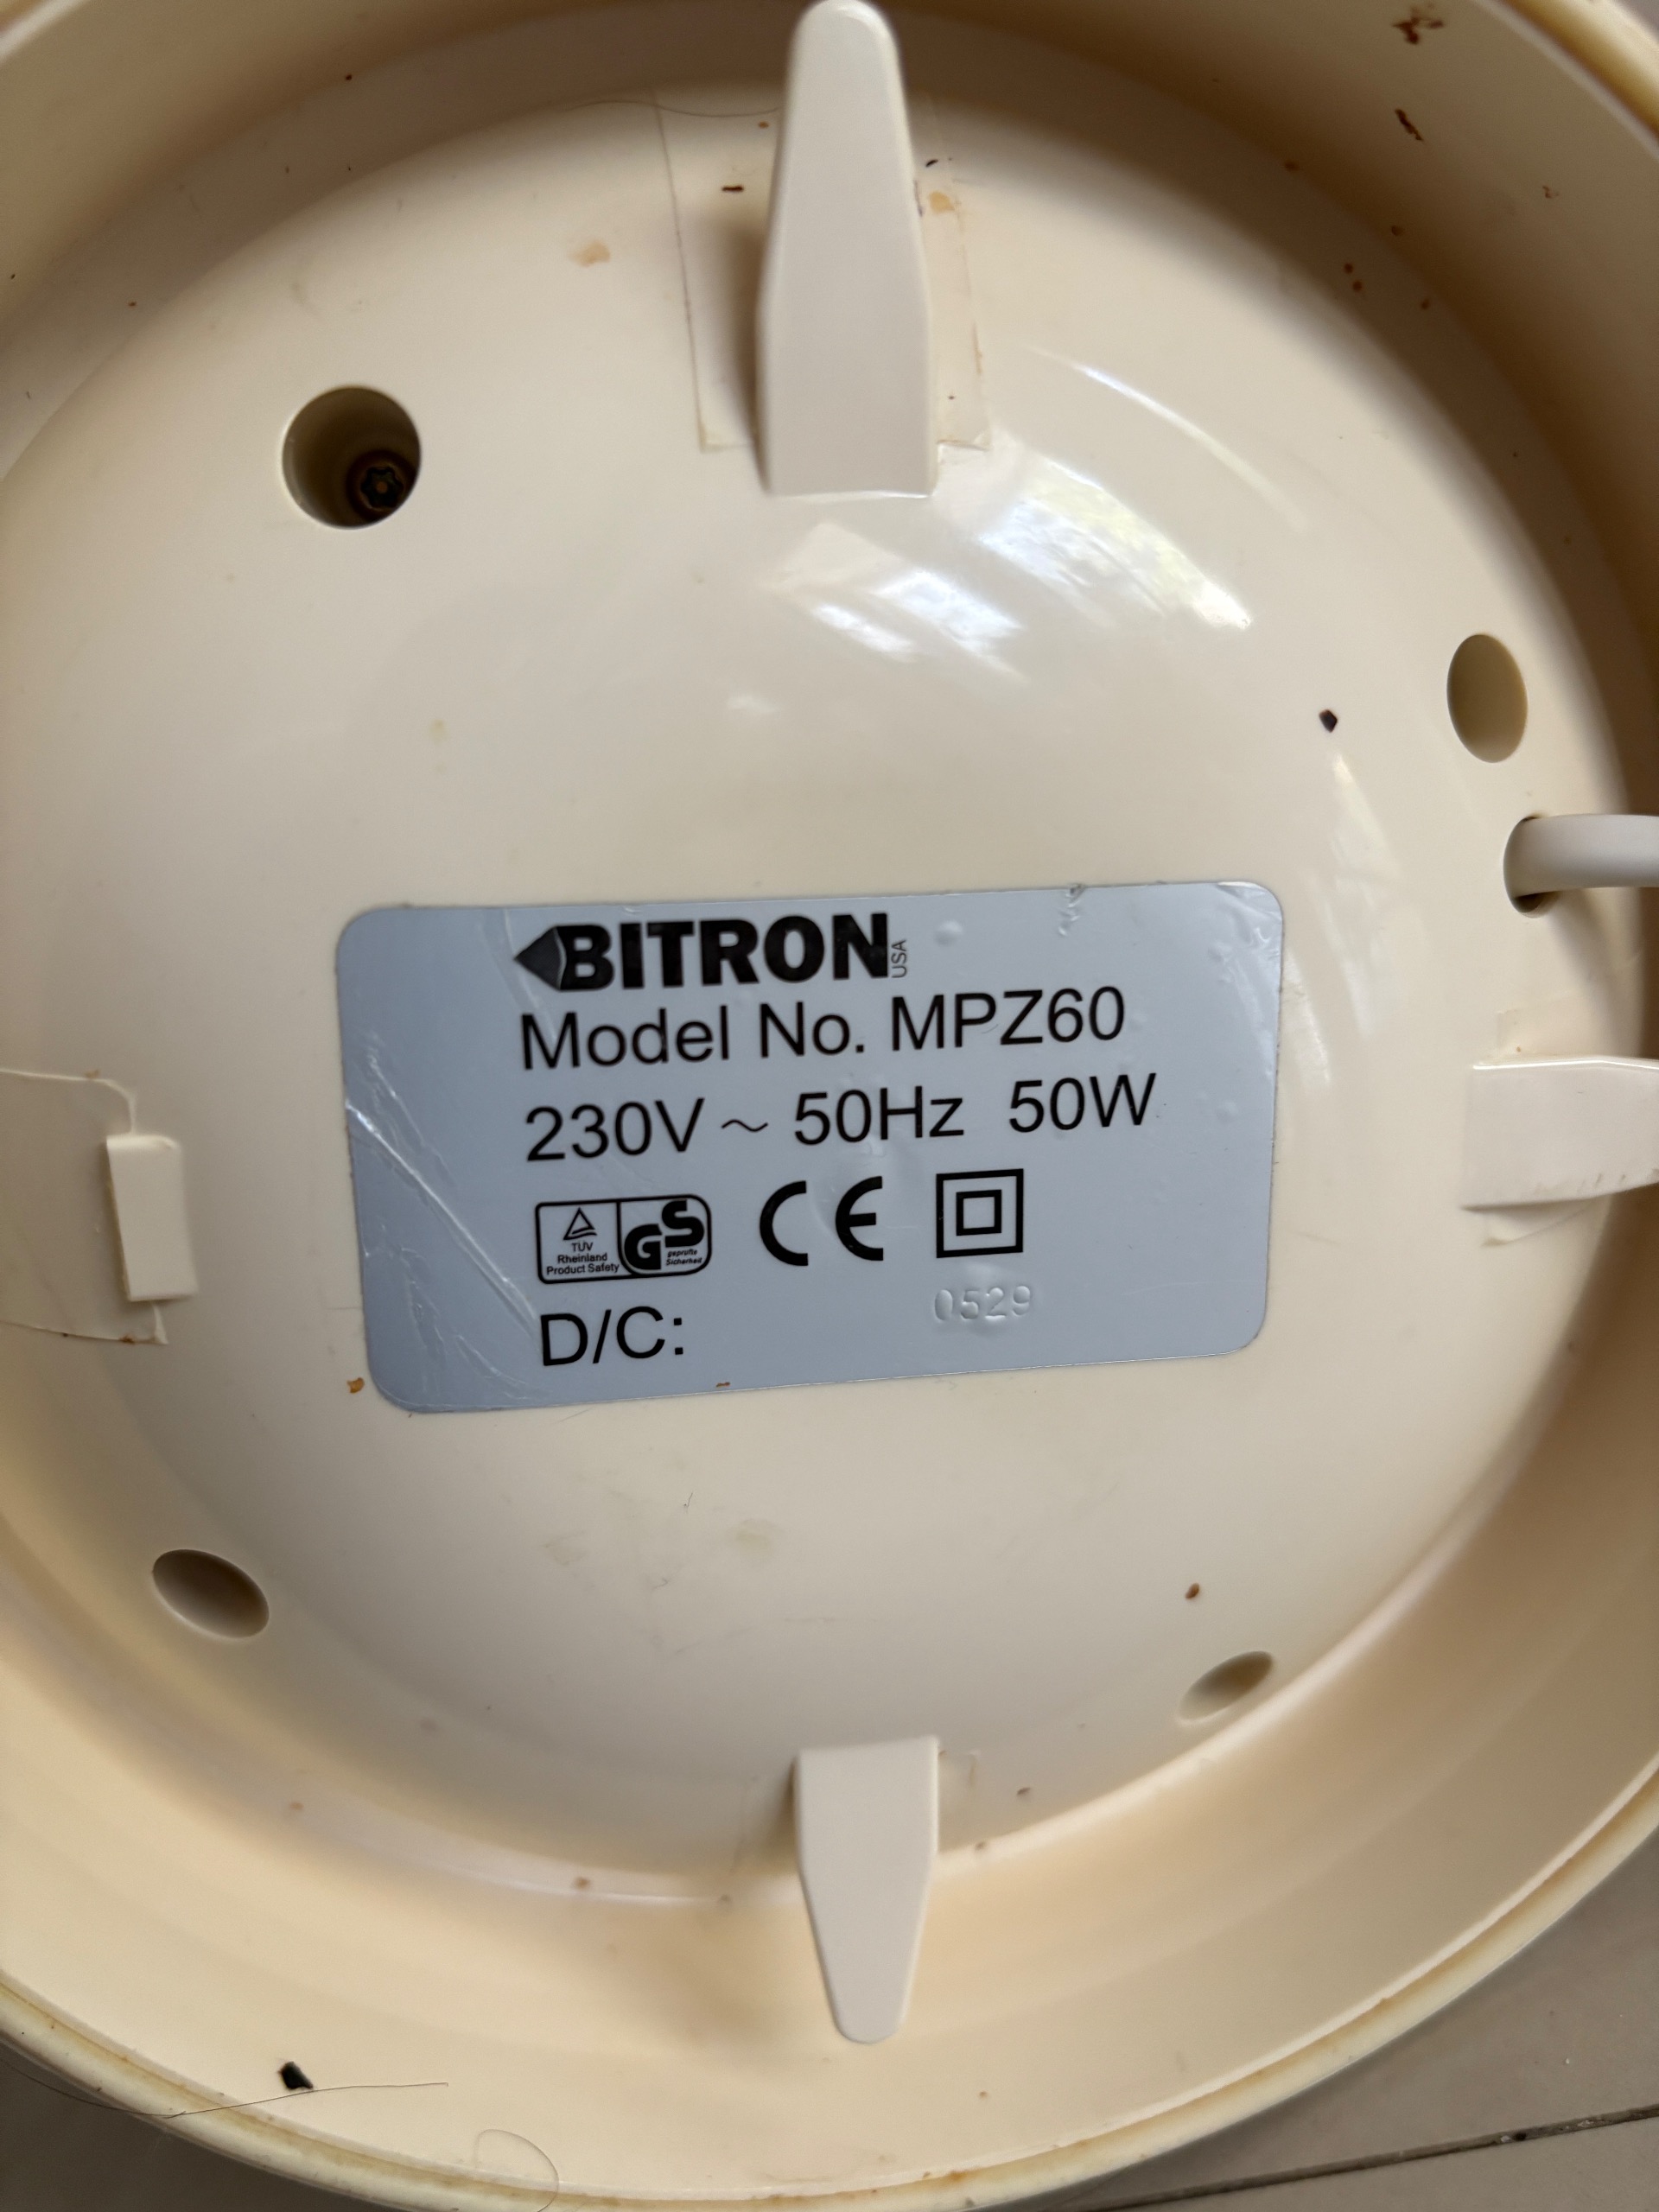 BITRON USA
Model No. MPZ60
230V ~ 50Hz 50W
TÜV
Rheinland
Product Safety
GS
geprüfte
Sicherheit
CE
0529
D/C: